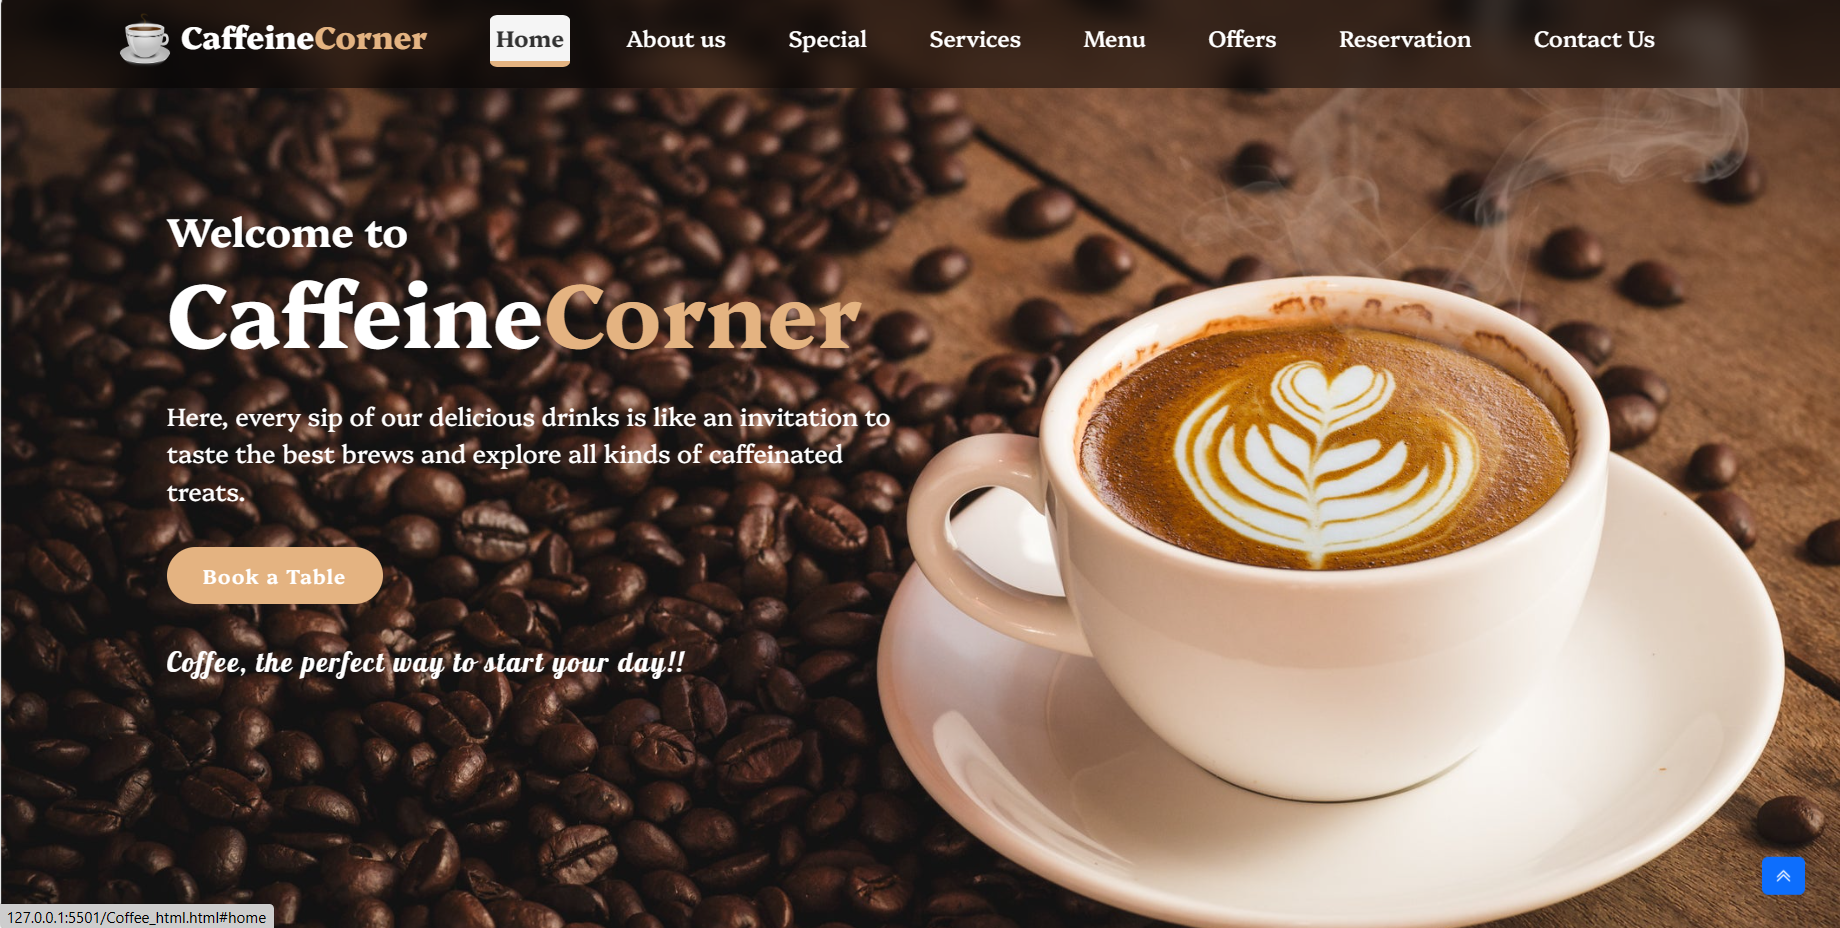 CaffeineCorner
Home
About us
Special
Services
Menu
Offers
Reservation
Contact Us
Welcome to
CaffeineCorner
Here, every sip of our delicious drinks is like an invitation to
taste the best brews and explore all kinds of caffeinated
treats.
Book a Table
Coffee, the perfect way to start your day!!
127.0.0.1:5501/Coffee_html.html#home